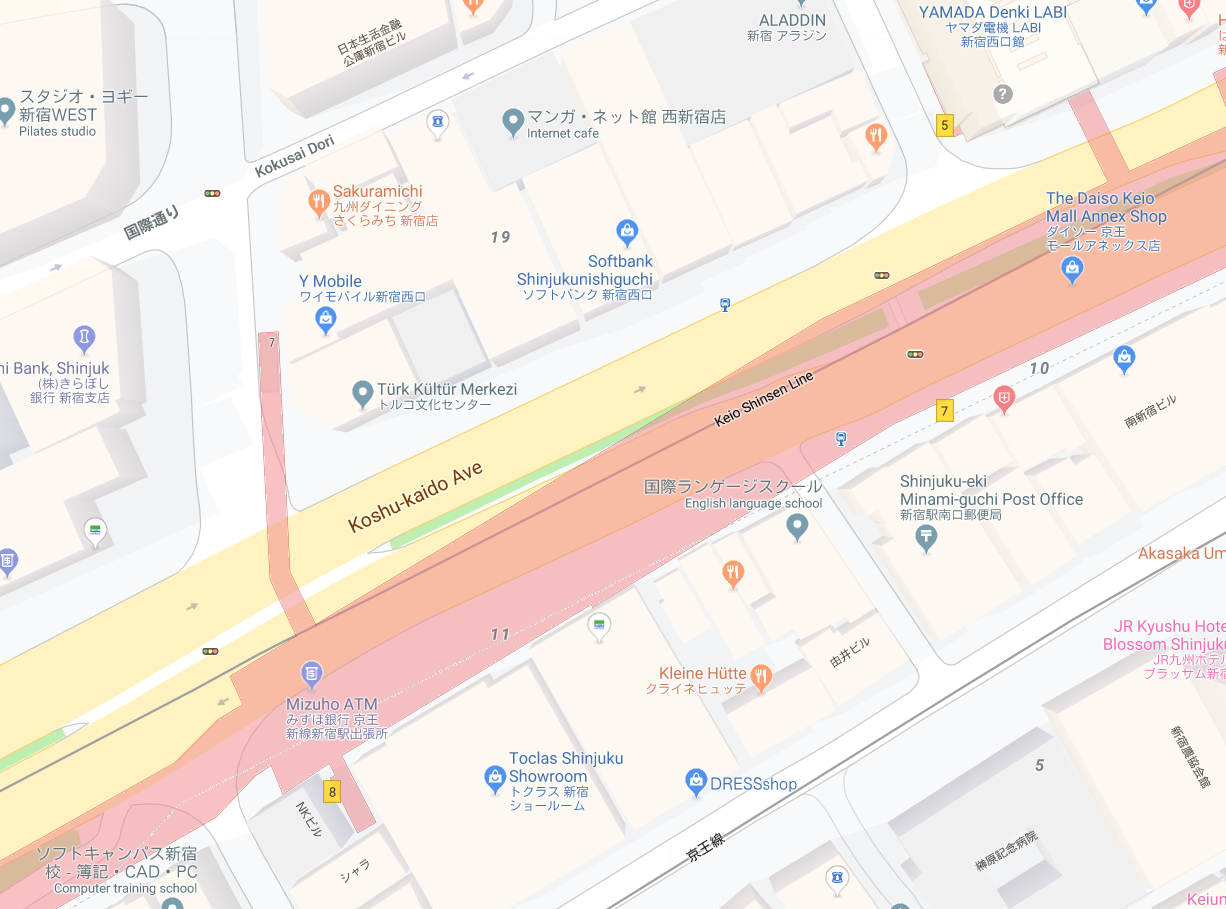 日本生活金融
公庫新宿ビル
ALADDIN
新宿 アラジン
YAMADA Denki LABI
ヤマダ電機 LABI
新宿西口館
スタジオ・ヨギー
新宿WEST
Pilates studio
マンガ・ネット館 西新宿店
Internet cafe
5
?
Kokusai Dori
国際通り
Sakuramichi
九州ダイニング
さくらみち 新宿店
19
Softbank
Shinjukunishiguchi
ソフトバンク 新宿西口
The Daiso Keio
Mall Annex Shop
ダイソー 京王
モールアネックス店
Y Mobile
ワイモバイル新宿西口
7
ni Bank, Shinjuk
(株)きらぼし
銀行 新宿支店
Türk Kültür Merkezi
トルコ文化センター
Keio Shinsen Line
10
7
南新宿ビル
Koshu-kaido Ave
国際ランゲージスクール
English language school
Shinjuku-eki
Minami-guchi Post Office
新宿駅南口郵便局
Akasaka Um
11
JR Kyushu Hote
Blossom Shinjuku
JR九州ホテル
ブラッサム新宿
由井ビル
Kleine Hütte
クライネヒュッテ
Mizuho ATM
みずほ銀行 京王
新線新宿駅出張所
Toclas Shinjuku
Showroom
トクラス 新宿
ショールーム
DRESSshop
8
NKビル
5
新宿農協会館
京王線
榊原記念病院
シャラ
ソフトキャンパス新宿
校 - 簿記・CAD・PC
Computer training school
Keiun